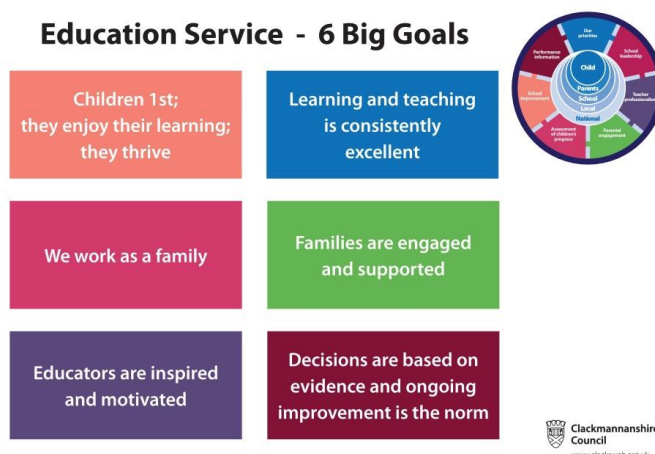 Education Service - 6 Big Goals
Children 1st;
they enjoy their learning;
they thrive
Learning and teaching
is consistently
excellent
We work as a family
Families are engaged
and supported
Educators are inspired
and motivated
Decisions are based on
evidence and ongoing
improvement is the norm
Our
priorities
School
leadership
Teacher
professionalism
Parental
engagement
Assessment
of children's
progress
School
improvement
Performance
information
Child
Parents
School
Local
National
Clackmannanshire
Council